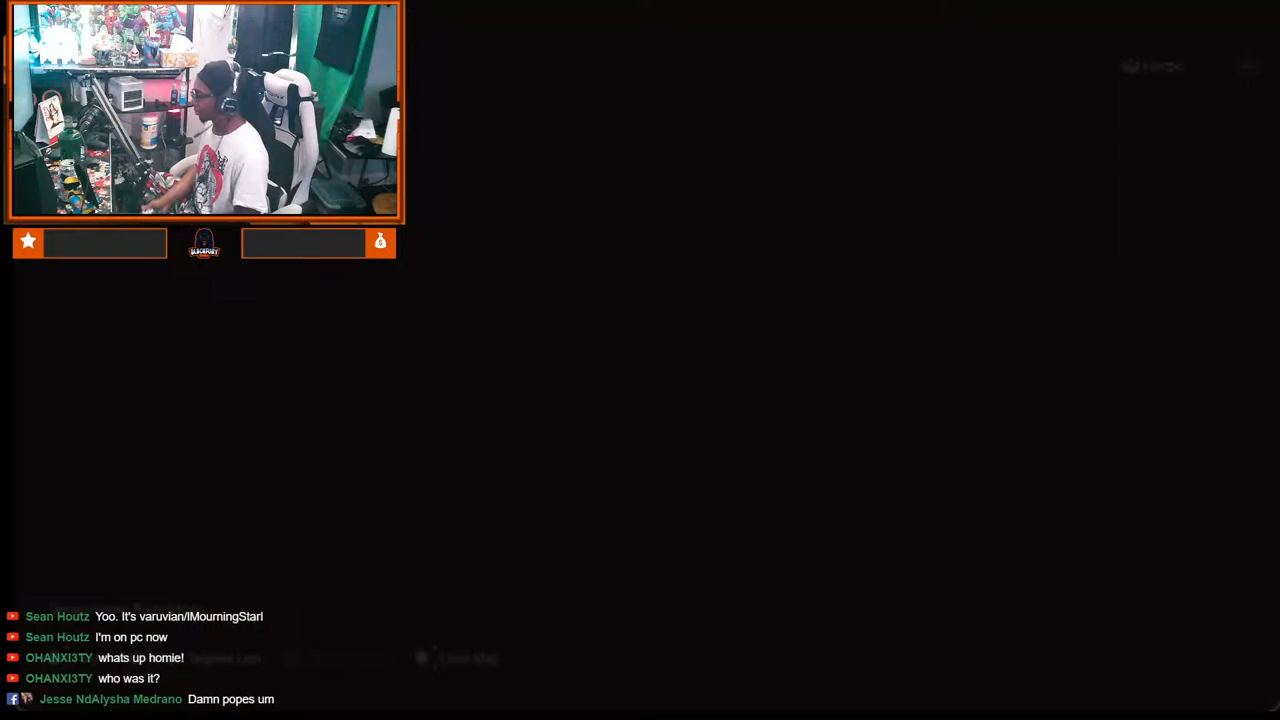 Sean Houtz Yoo. It's varuvian/lMourningStarl
Sean Houtz I'm on pc now
OHANXI3TY whats up homie!
OHANXI3TY who was it?
Jesse NdAlysha Medrano Damn popes um